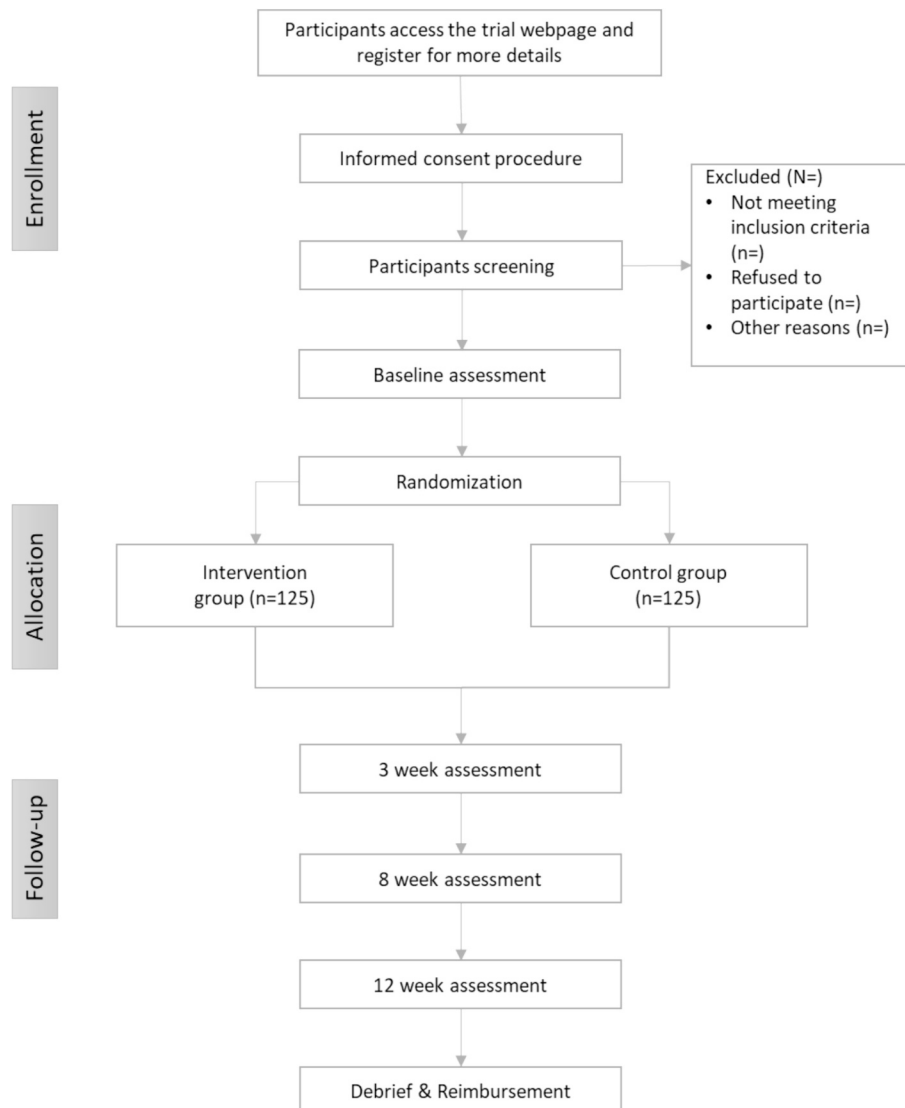 Participants access the trial webpage and
register for more details
Enrollment
Informed consent procedure
Excluded (N=)
• Not meeting
inclusion criteria
(n=)
• Refused to
participate (n=)
• Other reasons (n=)
Participants screening
Baseline assessment
Randomization
Allocation
Intervention
group (n=125)
Control group
(n=125)
Follow-up
3 week assessment
8 week assessment
12 week assessment
Debrief & Reimbursement